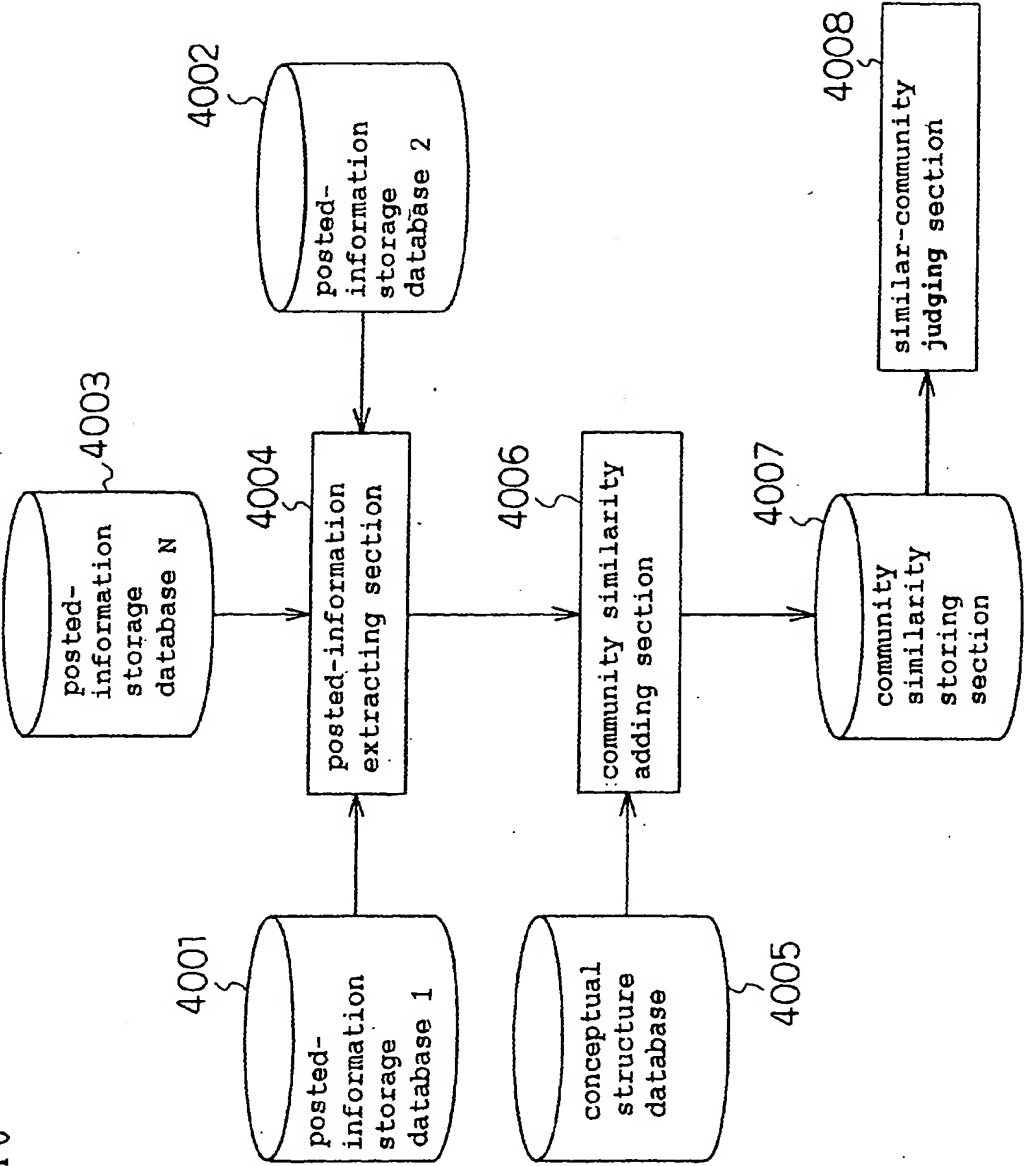 4003
posted-
information
storage
database N
4001
posted-
information
storage
database 1
4004
posted-information
extracting section
4002
posted-
information
storage
database 2
conceptual
structure
database
4005
4006
community similarity
adding section
4007
community
similarity
storing
section
4008
similar-community
judging section